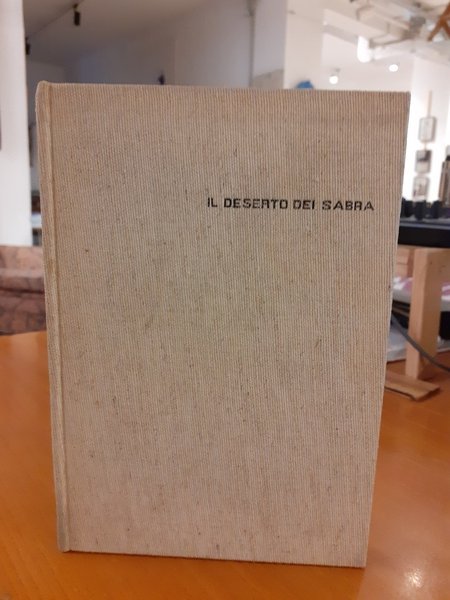 IL DESERTO DEI SABRA